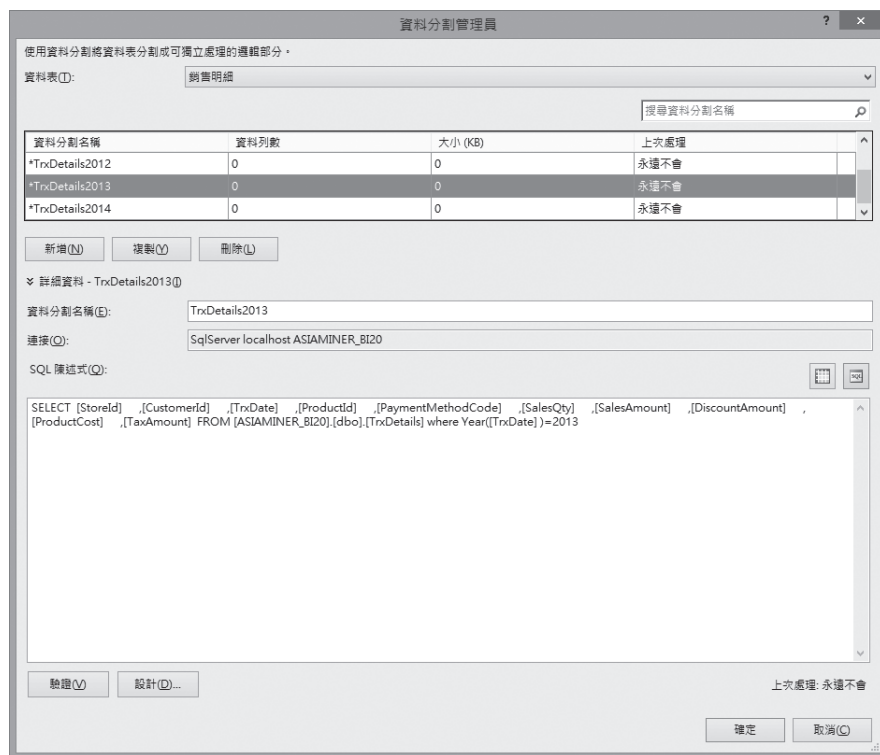 資料分割管理員
? ×
使用資料分割將資料表分割成可獨立處理的邏輯部分。
資料表(T): 銷售明細
搜尋資料分割名稱
資料分割名稱 資料列數 大小 (KB) 上次處理
*TrxDetails2012 0 0 永遠不會
*TrxDetails2013 0 0 永遠不會
*TrxDetails2014 0 0 永遠不會
新增(N) 複製(Y) 刪除(L)
詳細資料 - TrxDetails2013(I)
資料分割名稱(E): TrxDetails2013
連接(O): SqlServer localhost ASIAMINER_BI20
SQL 陳述式(Q):
SQL
SELECT [StoreId] ,[CustomerId] ,[TrxDate] ,[ProductId] ,[PaymentMethodCode] ,[SalesQty] ,[SalesAmount] ,[DiscountAmount] ,
[ProductCost] ,[TaxAmount] FROM [ASIAMINER_BI20].[dbo].[TrxDetails] where Year([TrxDate] )=2013
驗證(V) 設計(D)... 上次處理: 永遠不會
確定 取消(C)